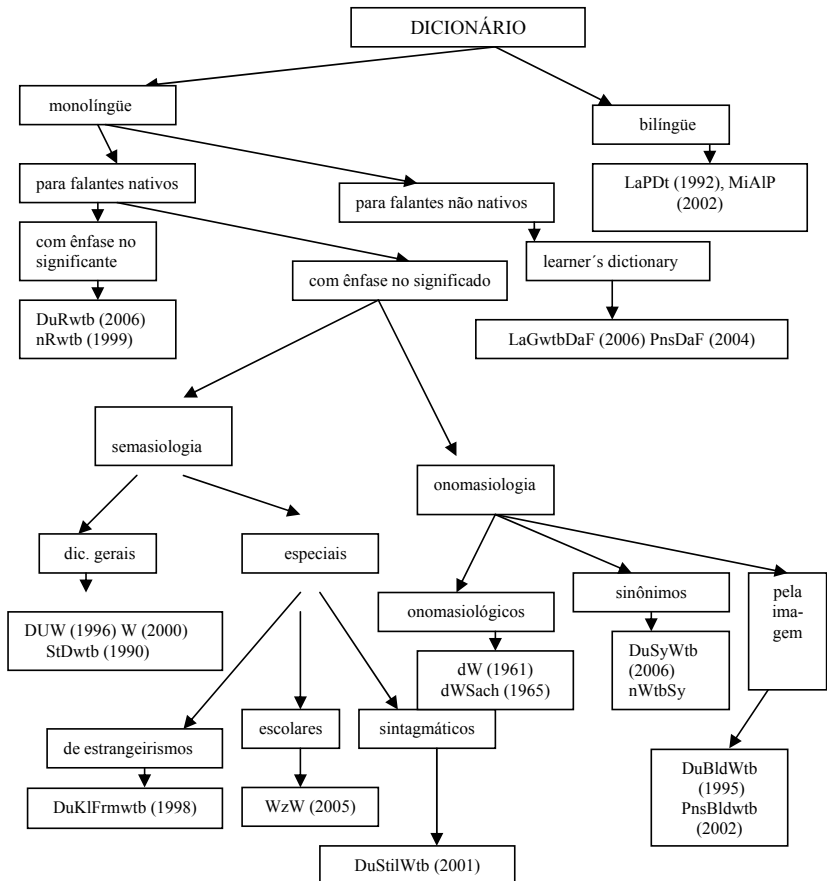 DICIONÁRIO
monolíngüe
bilíngüe
LaPDt (1992), MiAlP
(2002)
para falantes nativos
para falantes não nativos
com ênfase no
significante
learner´s dictionary
com ênfase no significado
DuRwtb (2006)
nRwtb (1999)
LaGwtbDaF (2006) PnsDaF (2004)
semasiologia
onomasiologia
dic. gerais
especiais
sinônimos
pela
ima-
gem
onomasiológicos
DUW (1996) W (2000)
StDwtb (1990)
dW (1961)
dWSach (1965)
DuSyWtb
(2006)
nWtbSy
de estrangeirismos
escolares
sintagmáticos
DuKlFrmwtb (1998)
WzW (2005)
DuBldWtb
(1995)
PnsBldwtb
(2002)
DuStilWtb (2001)